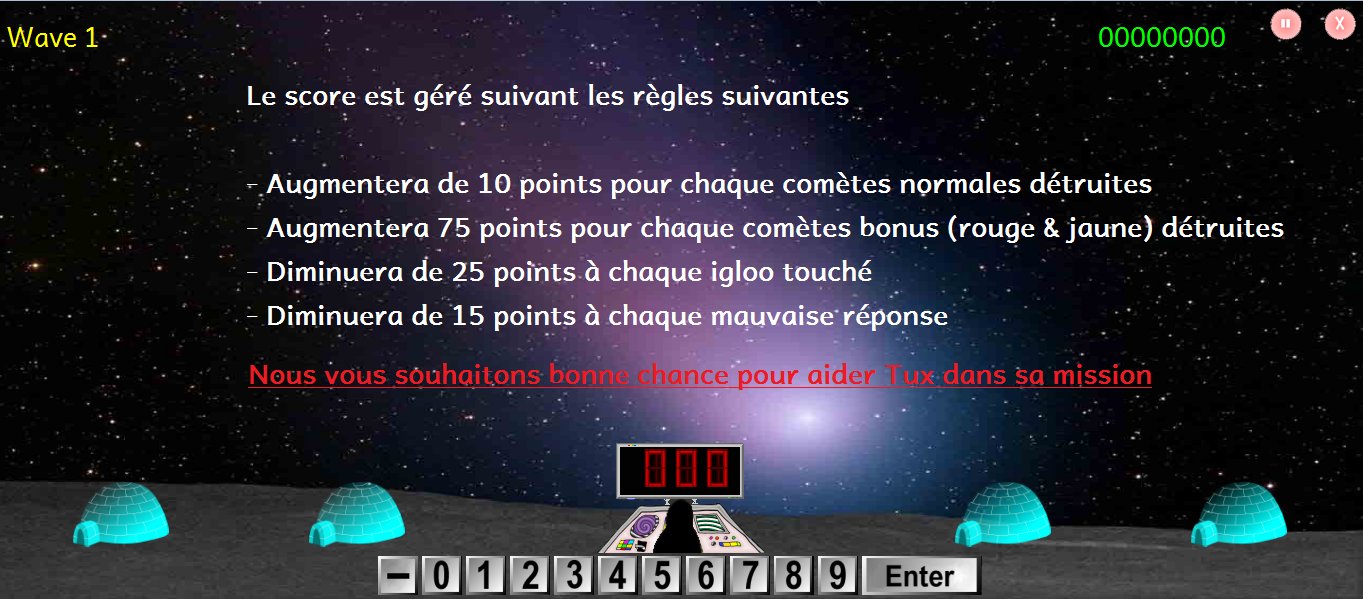 Wave 1
00000000
X
Le score est géré suivant les règles suivantes
- Augmentera de 10 points pour chaque comètes normales détruites
- Augmentera 75 points pour chaque comètes bonus (rouge & jaune) détruites
- Diminuera de 25 points à chaque igloo touché
- Diminuera de 15 points à chaque mauvaise réponse
Nous vous souhaitons bonne chance pour aider Tux dans sa mission
000
- 0 1 2 3 4 5 6 7 8 9 Enter